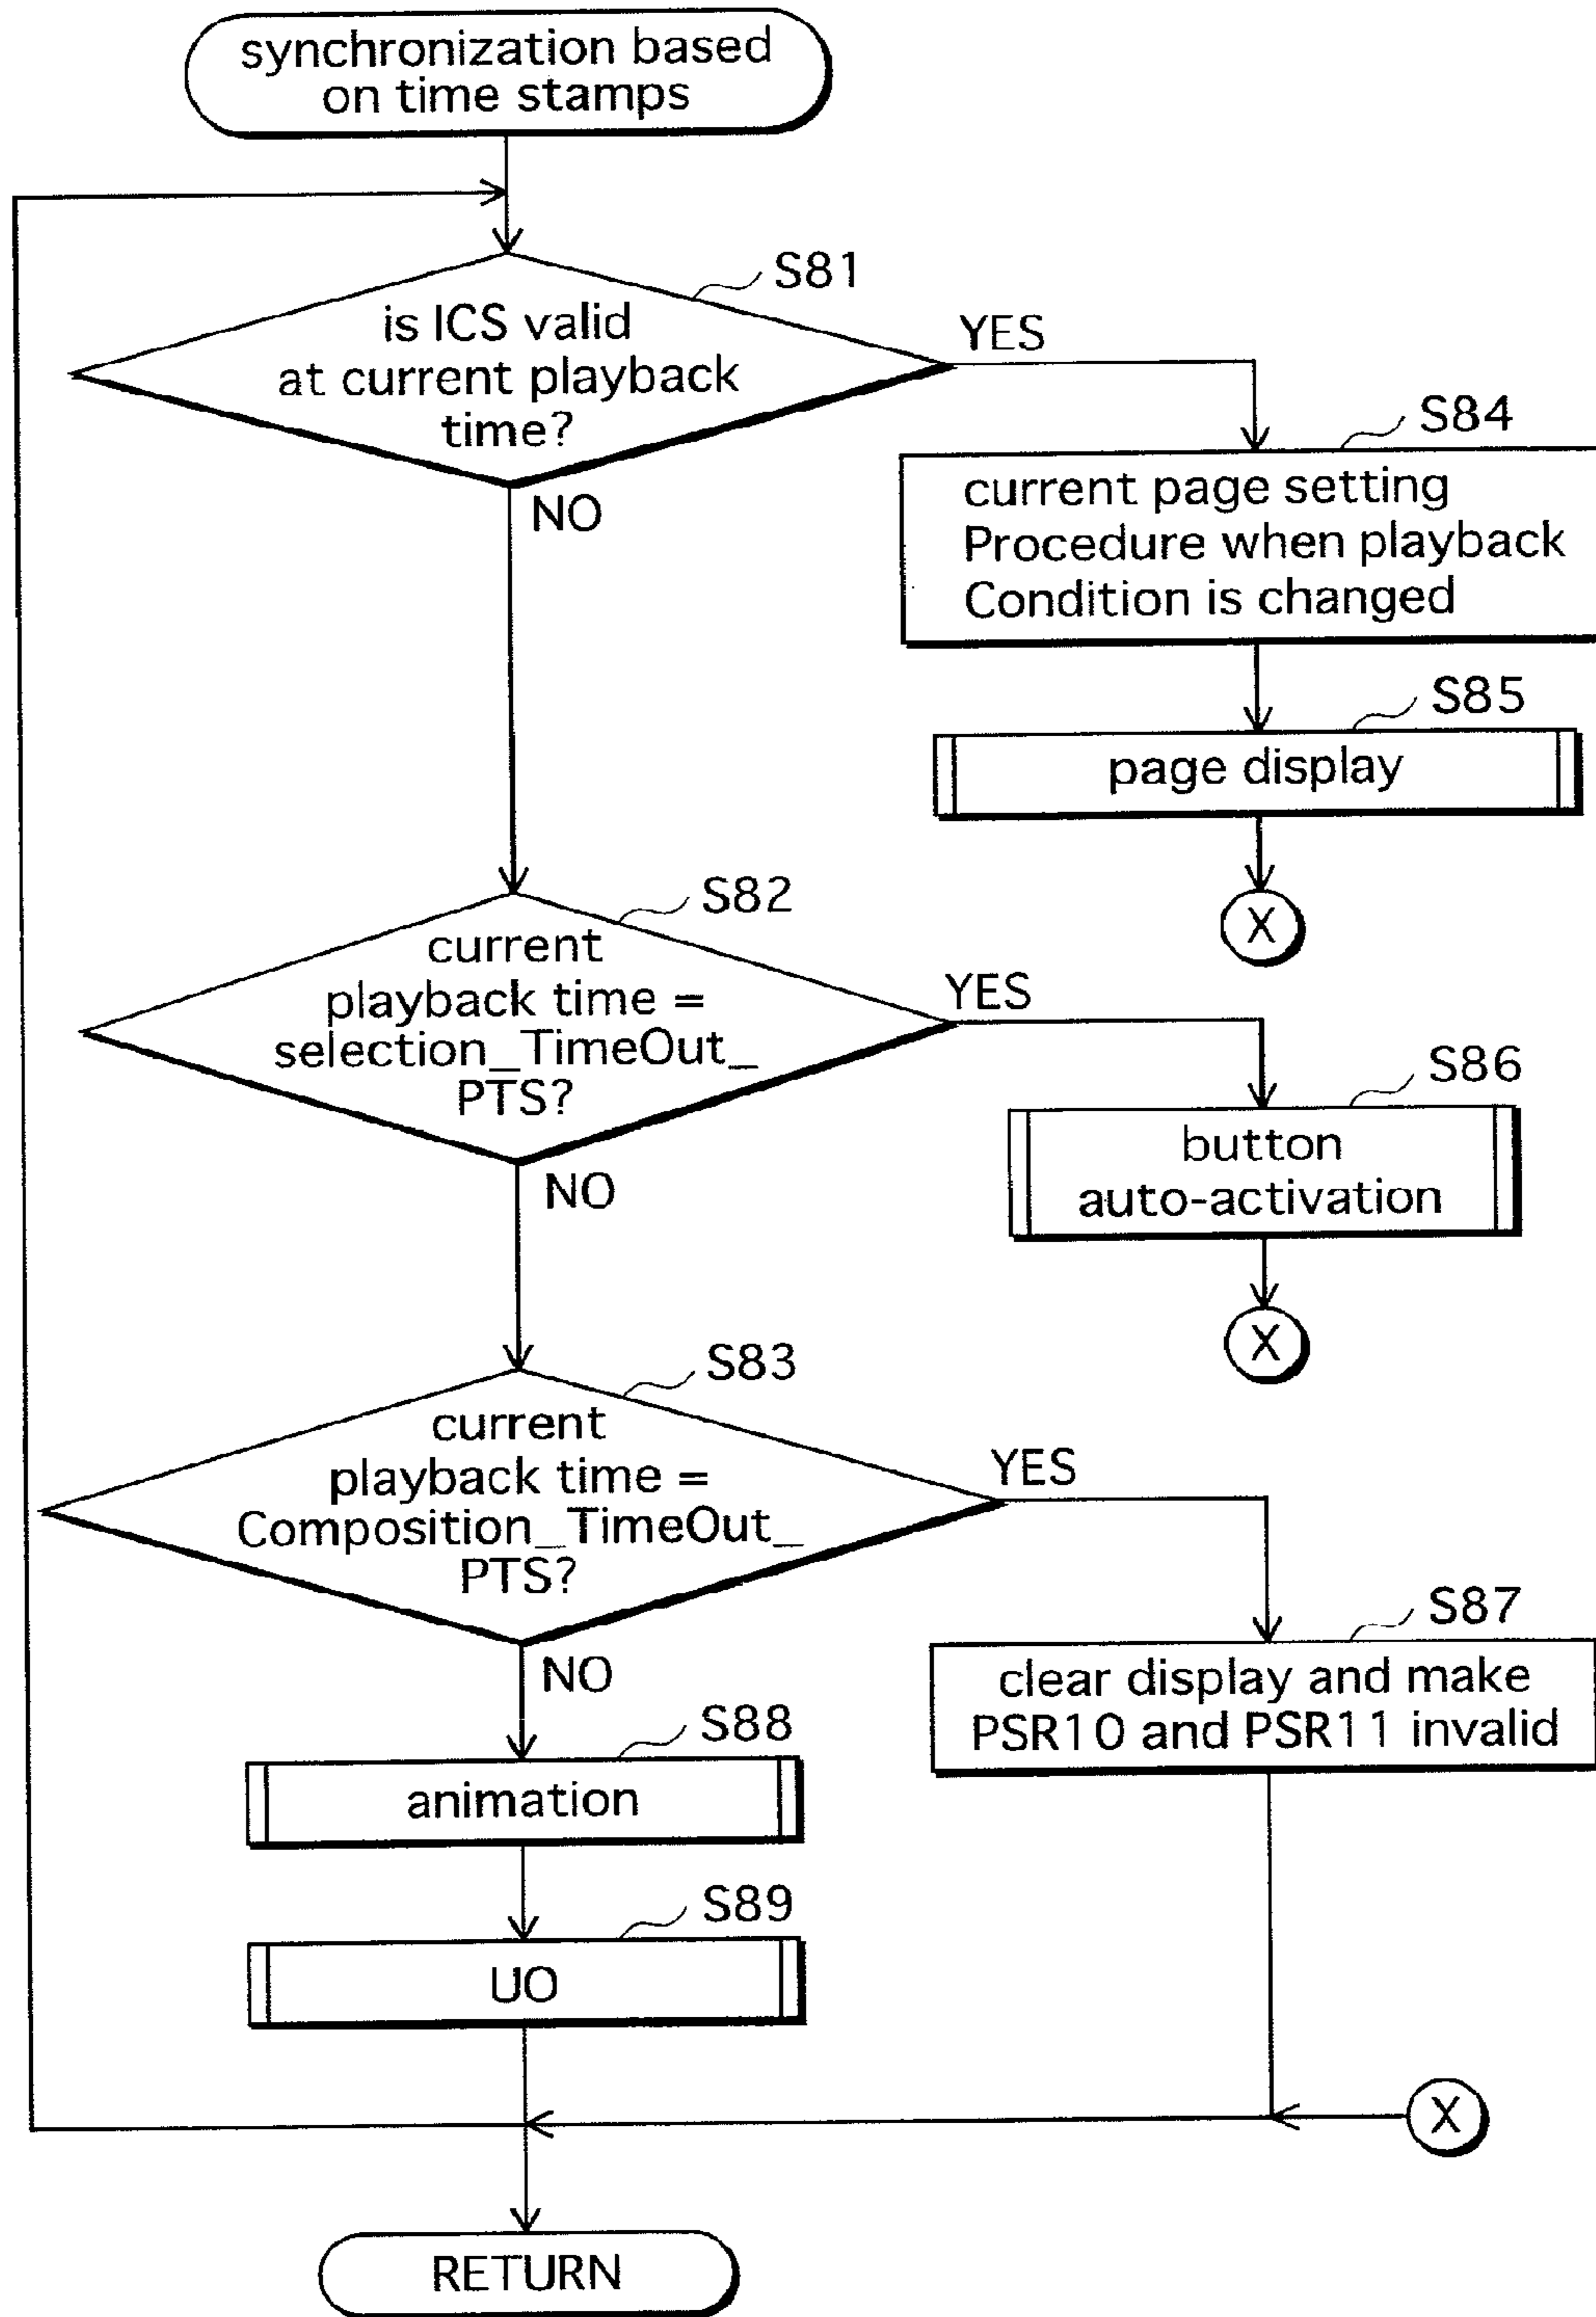 synchronization based
on time stamps
S81
is ICS valid
at current playback
time?
YES
NO
S84
current page setting
Procedure when playback
Condition is changed
S85
page display
X
S82
current
playback time =
selection_TimeOut_
PTS?
YES
NO
S86
button
auto-activation
X
S83
current
playback time =
Composition_TimeOut_
PTS?
YES
NO
S87
clear display and make
PSR10 and PSR11 invalid
S88
animation
S89
UO
X
RETURN